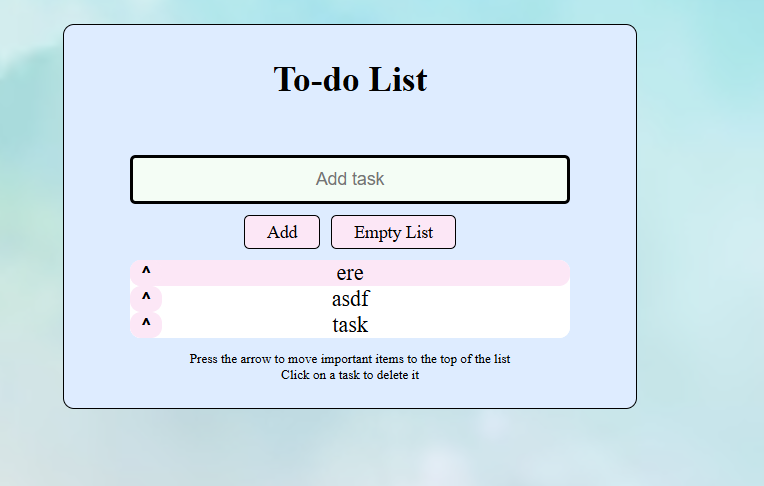 To-do List
Add task
Add Empty List
^ ere
^ asdf
^ task
Press the arrow to move important items to the top of the list
Click on a task to delete it